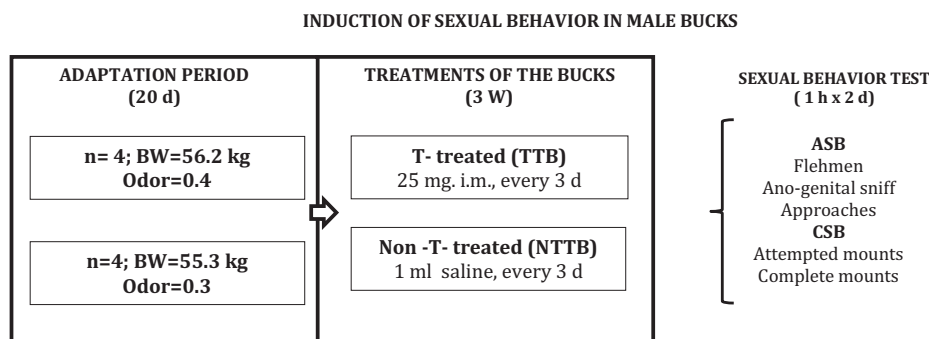 INDUCTION OF SEXUAL BEHAVIOR IN MALE BUCKS
ADAPTATION PERIOD
(20 d)
n= 4; BW=56.2 kg
Odor=0.4
n=4; BW=55.3 kg
Odor=0.3
TREATMENTS OF THE BUCKS
(3 W)
T- treated (TTB)
25 mg. i.m., every 3 d
Non -T- treated (NTTB)
1 ml saline, every 3 d
SEXUAL BEHAVIOR TEST
( 1 h x 2 d)
ASB
Flehmen
Ano-genital sniff
Approaches
CSB
Attempted mounts
Complete mounts